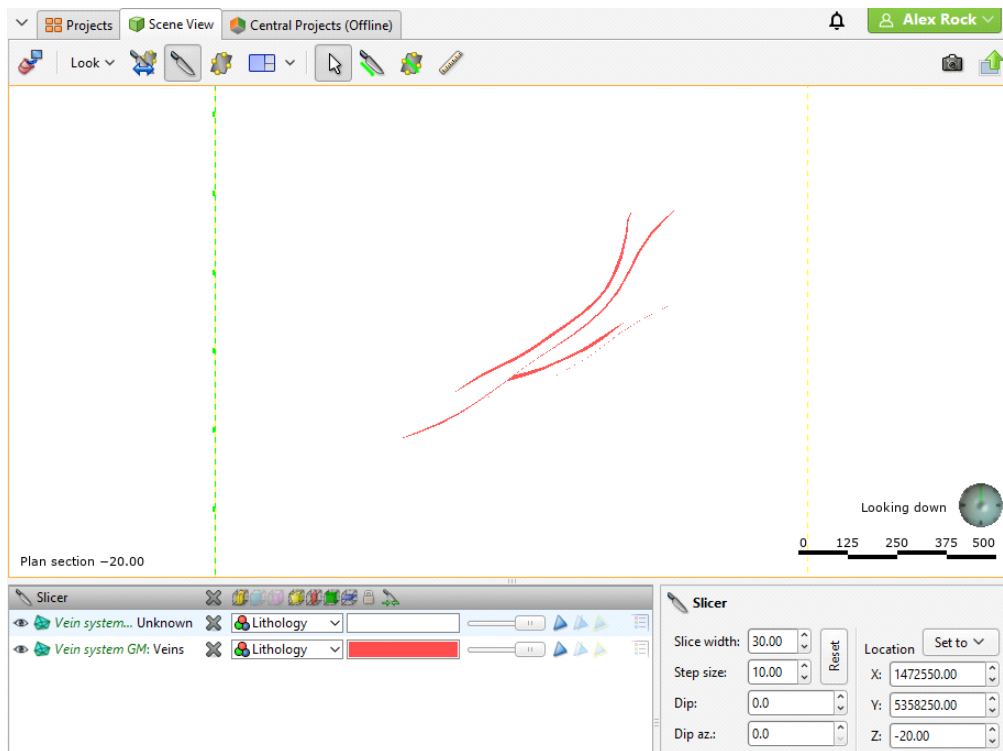 Projects Scene View Central Projects (Offline) Alex Rock
Look
Looking down
0 125 250 375 500
Plan section −20.00
Slicer
Vein system... Unknown Lithology
Vein system GM: Veins Lithology
Slicer
Slice width: 30.00 Reset Location Set to
Step size: 10.00 X: 1472550.00
Dip: 0.0 Y: 5358250.00
Dip az.: 0.0 Z: -20.00